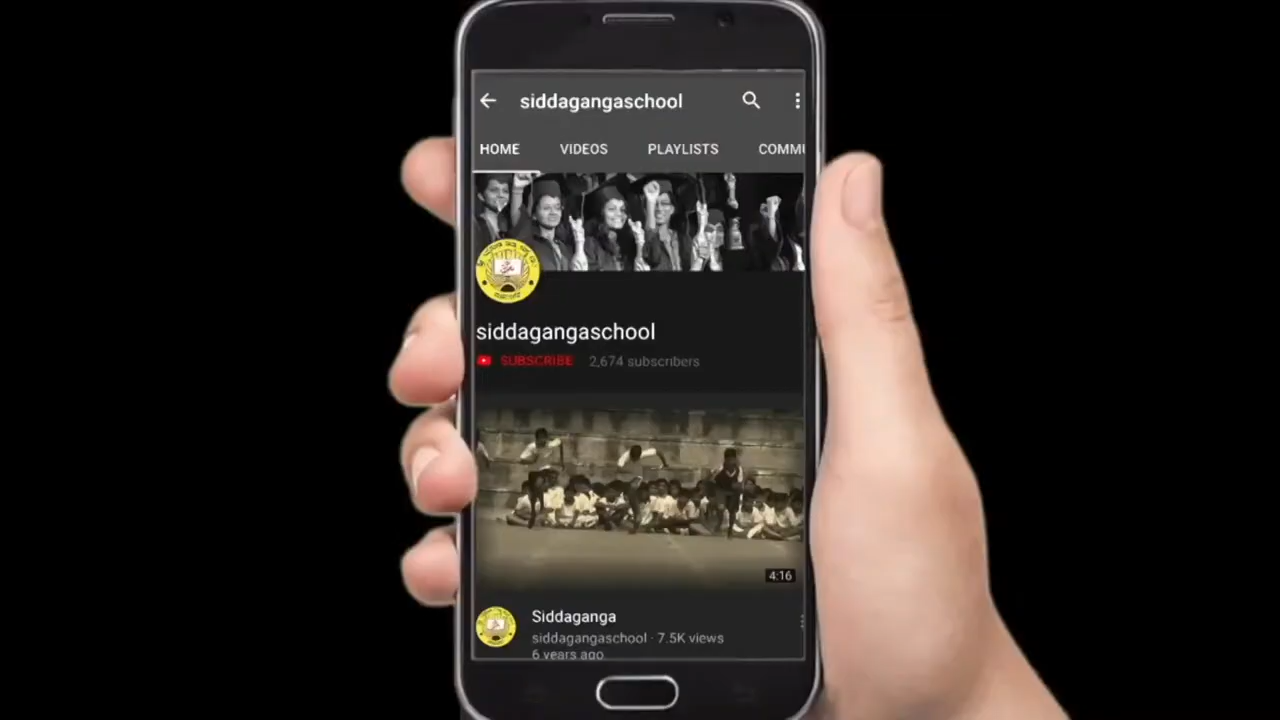 siddagangaschool
HOME VIDEOS PLAYLISTS COMMU
siddagangaschool
SUBSCRIBE 2,674 subscribers
4:16
Siddaganga
siddagangaschool · 7.5K views
6 years ago